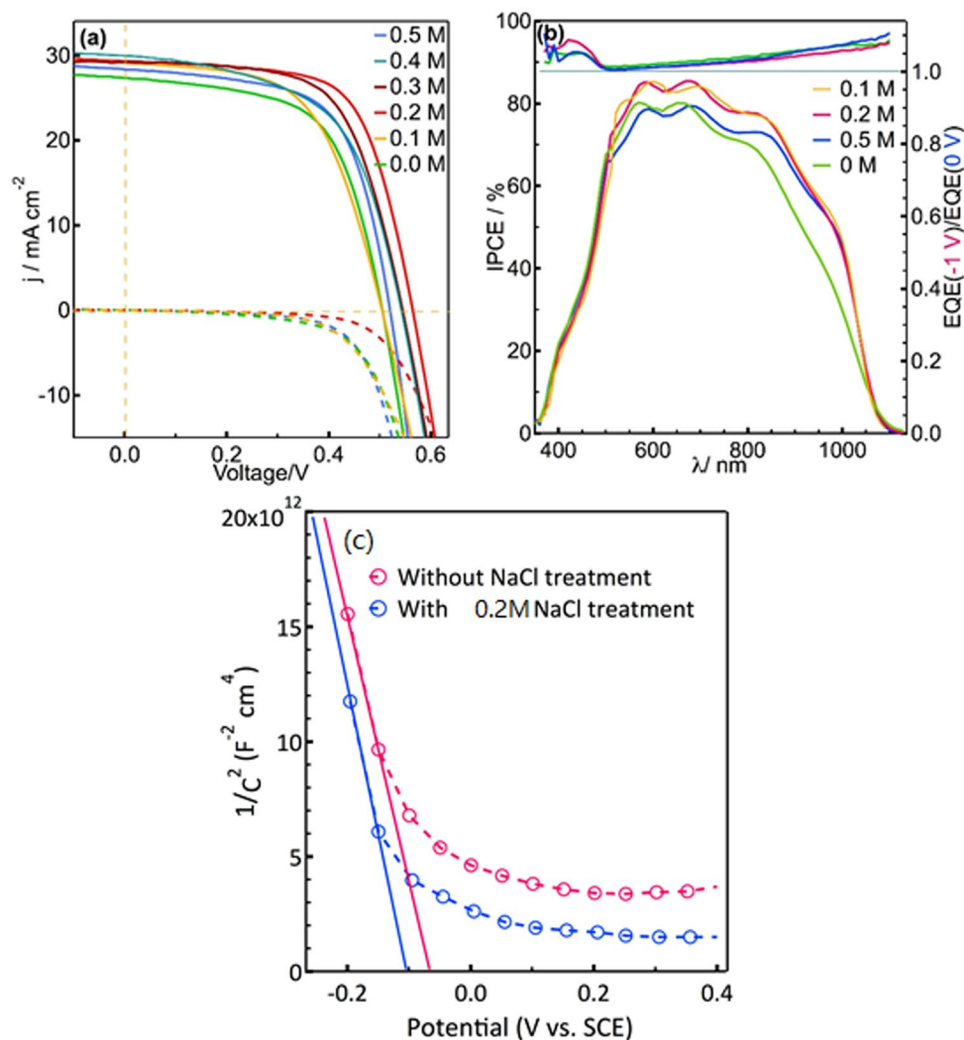 (a)
0.5 M
0.4 M
0.3 M
0.2 M
0.1 M
0.0 M
30
20
10
0
-10
j / mA cm-2
0.0
0.2
0.4
0.6
Voltage/V
(b)
0.1 M
0.2 M
0.5 M
0 M
100
80
60
40
20
0
IPCE / %
1.0
0.8
0.6
0.4
0.2
0.0
EQE(-1 V)/EQE(0 V)
400
600
800
1000
λ/ nm
20x10 12
(c)
Without NaCl treatment
With 0.2M NaCl treatment
15
10
5
0
1/C2 (F-2 cm4)
-0.2
0.0
0.2
0.4
Potential (V vs. SCE)